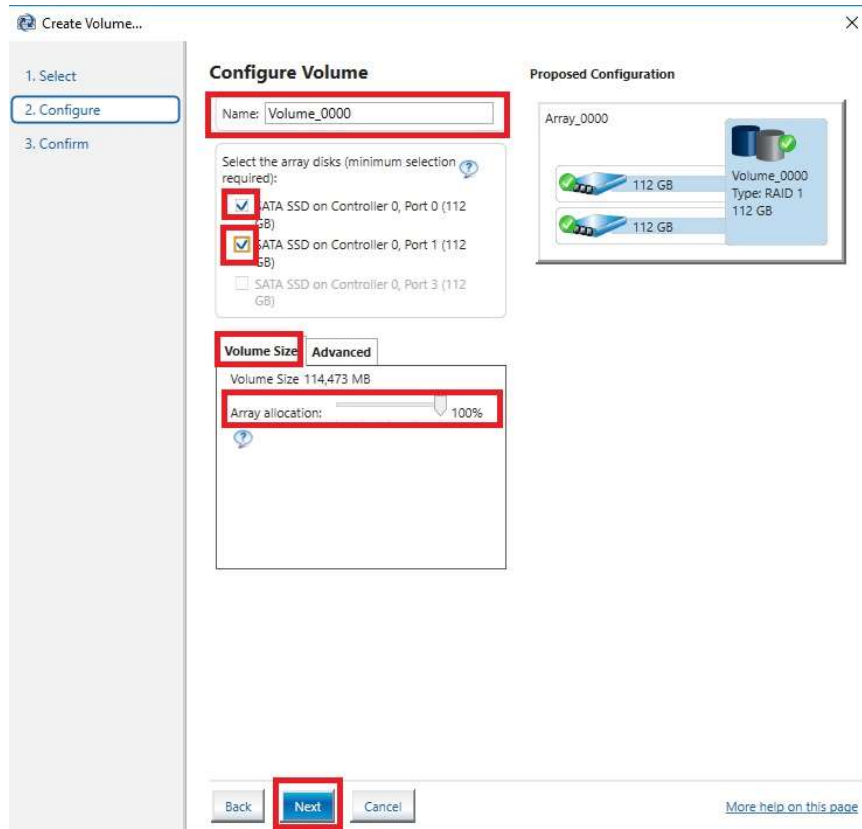 Create Volume...
1. Select
2. Configure
3. Confirm
Configure Volume
Name: Volume_0000
Select the array disks (minimum selection
required):
SATA SSD on Controller 0, Port 0 (112
GB)
SATA SSD on Controller 0, Port 1 (112
GB)
SATA SSD on Controller 0, Port 3 (112
GB)
Volume Size Advanced
Volume Size 114,473 MB
Array allocation: 100%
Proposed Configuration
Array_0000
112 GB
112 GB
Volume_0000
Type: RAID 1
112 GB
Back Next Cancel
More help on this page